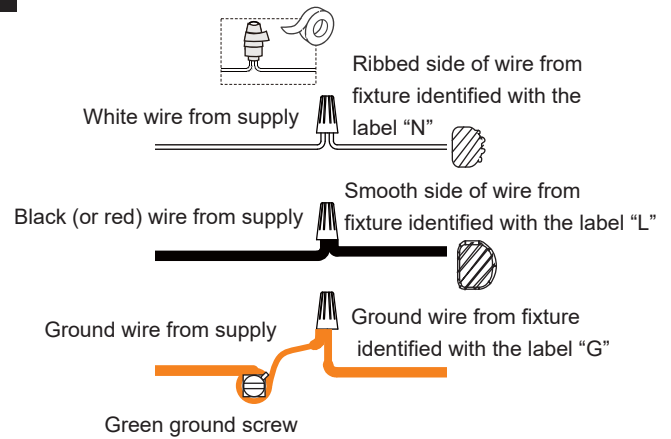 Ribbed side of wire from
fixture identified with the
label “N”
White wire from supply
Smooth side of wire from
fixture identified with the label “L”
Black (or red) wire from supply
Ground wire from fixture
identified with the label “G”
Ground wire from supply
Green ground screw